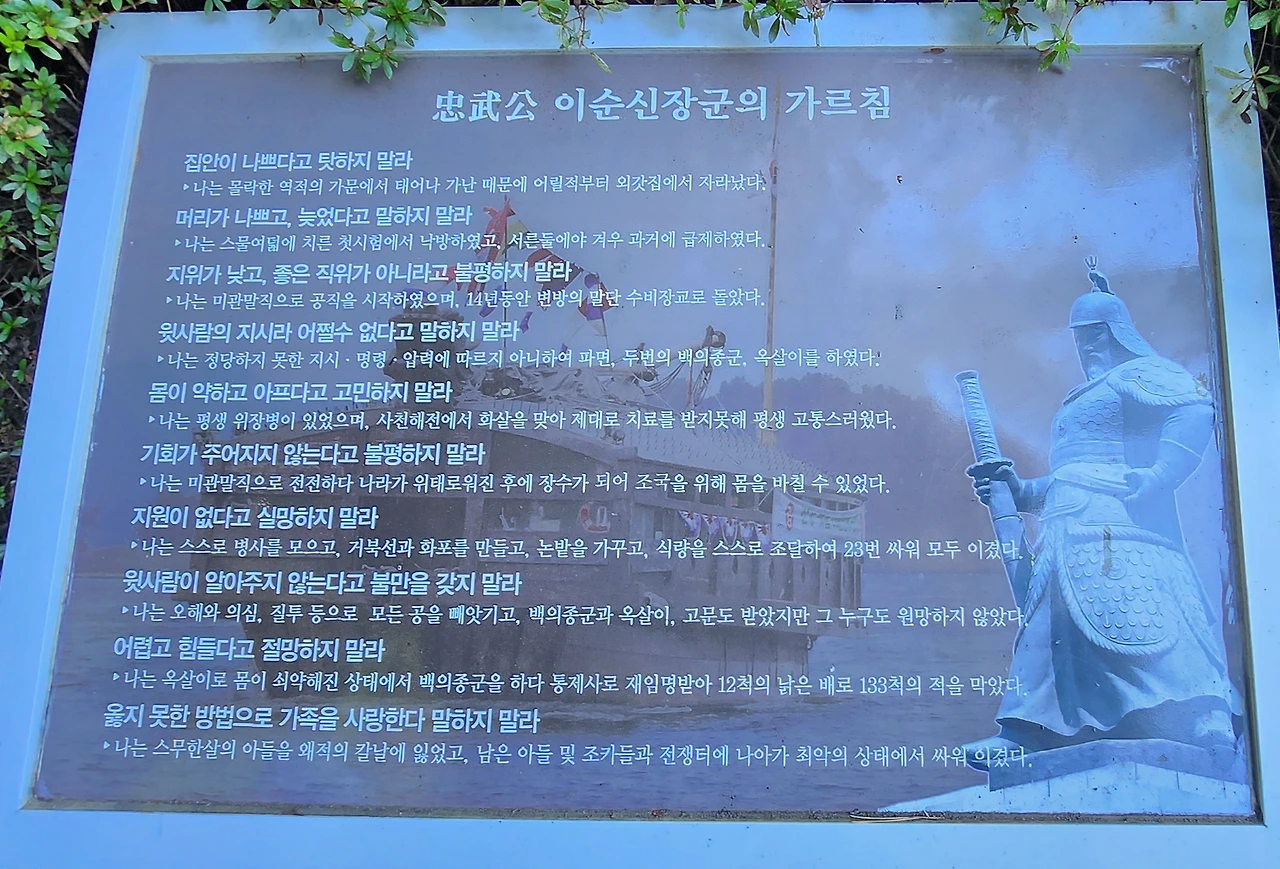 忠武公 이순신장군의 가르침
집안이 나쁘다고 탓하지 말라
▸나는 몰락한 역적의 가문에서 태어나 가난 때문에 어릴적부터 외갓집에서 자라났다.
머리가 나쁘고, 늦었다고 말하지 말라
▸나는 스물여덟에 치른 첫시험에서 낙방하였고, 서른둘에야 겨우 과거에 급제하였다.
지위가 낮고, 좋은 직위가 아니라고 불평하지 말라
▸나는 미관말직으로 공직을 시작하였으며, 14년동안 변방의 말단 수비장교로 돌았다.
윗사람의 지시라 어쩔수 없다고 말하지 말라
▸나는 정당하지 못한 지시·명령·압력에 따르지 아니하여 파면, 두번의 백의종군, 옥살이를 하였다.
몸이 약하고 아프다고 고민하지 말라
▸나는 평생 위장병이 있었으며, 사천해전에서 화살을 맞아 제대로 치료를 받지못해 평생 고통스러웠다.
기회가 주어지지 않는다고 불평하지 말라
▸나는 미관말직으로 전전하다 나라가 위태로워진 후에 장수가 되어 조국을 위해 몸을 바칠 수 있었다.
지원이 없다고 실망하지 말라
▸나는 스스로 병사를 모으고, 거북선과 화포를 만들고, 논밭을 가꾸고, 식량을 스스로 조달하여 23번 싸워 모두 이겼다.
윗사람이 알아주지 않는다고 불만을 갖지 말라
▸나는 오해와 의심, 질투 등으로 모든 공을 빼앗기고, 백의종군과 옥살이, 고문도 받았지만 그 누구도 원망하지 않았다.
어렵고 힘들다고 절망하지 말라
▸나는 옥살이로 몸이 쇠약해진 상태에서 백의종군을 하다 통제사로 재임명받아 12척의 낡은 배로 133척의 적을 막았다.
옳지 못한 방법으로 가족을 사랑한다 말하지 말라
▸나는 스무한살의 아들을 왜적의 칼날에 잃었고, 남은 아들 및 조카들과 전쟁터에 나아가 최악의 상태에서 싸워 이겼다.